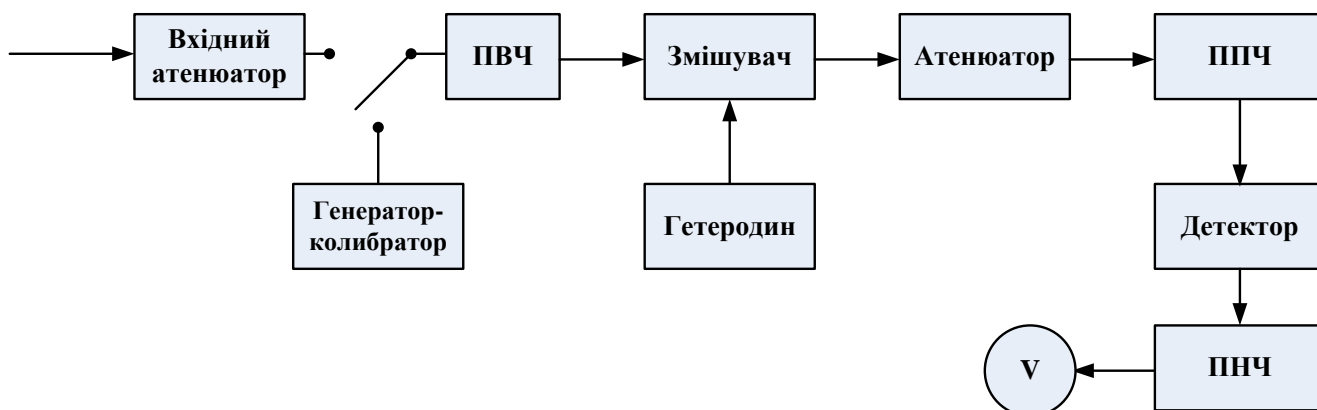 Вхідний
атенюатор
ПВЧ
Змішувач
Атенюатор
ППЧ
Генератор-
колибратор
Гетеродин
Детектор
V
ПНЧ